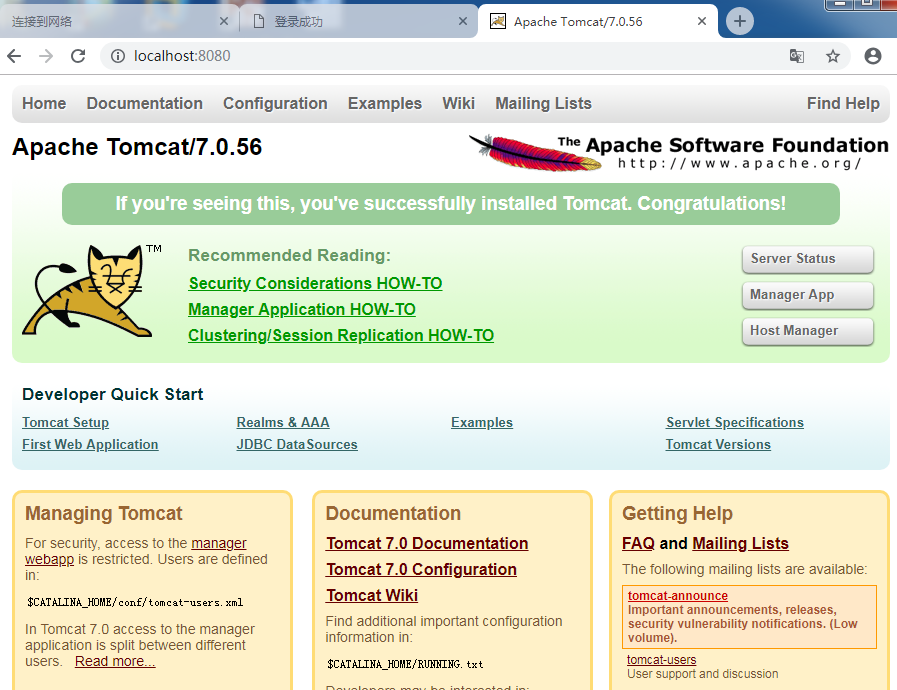 连接到网络
登录成功
Apache Tomcat/7.0.56
localhost:8080
Home Documentation Configuration Examples Wiki Mailing Lists Find Help
Apache Tomcat/7.0.56
The Apache Software Foundation
http://www.apache.org/
If you're seeing this, you've successfully installed Tomcat. Congratulations!
TM
Recommended Reading:
Security Considerations HOW-TO
Manager Application HOW-TO
Clustering/Session Replication HOW-TO
Server Status
Manager App
Host Manager
Developer Quick Start
Tomcat Setup
First Web Application
Realms & AAA
JDBC DataSources
Examples
Servlet Specifications
Tomcat Versions
Managing Tomcat
For security, access to the manager
webapp is restricted. Users are defined
in:
$CATALINA_HOME/conf/tomcat-users.xml
In Tomcat 7.0 access to the manager
application is split between different
users. Read more...
Documentation
Tomcat 7.0 Documentation
Tomcat 7.0 Configuration
Tomcat Wiki
Find additional important configuration
information in:
$CATALINA_HOME/RUNNING.txt
Developers may be interested in:
Getting Help
FAQ and Mailing Lists
The following mailing lists are available:
tomcat-announce
Important announcements, releases,
security vulnerability notifications. (Low
volume).
tomcat-users
User support and discussion